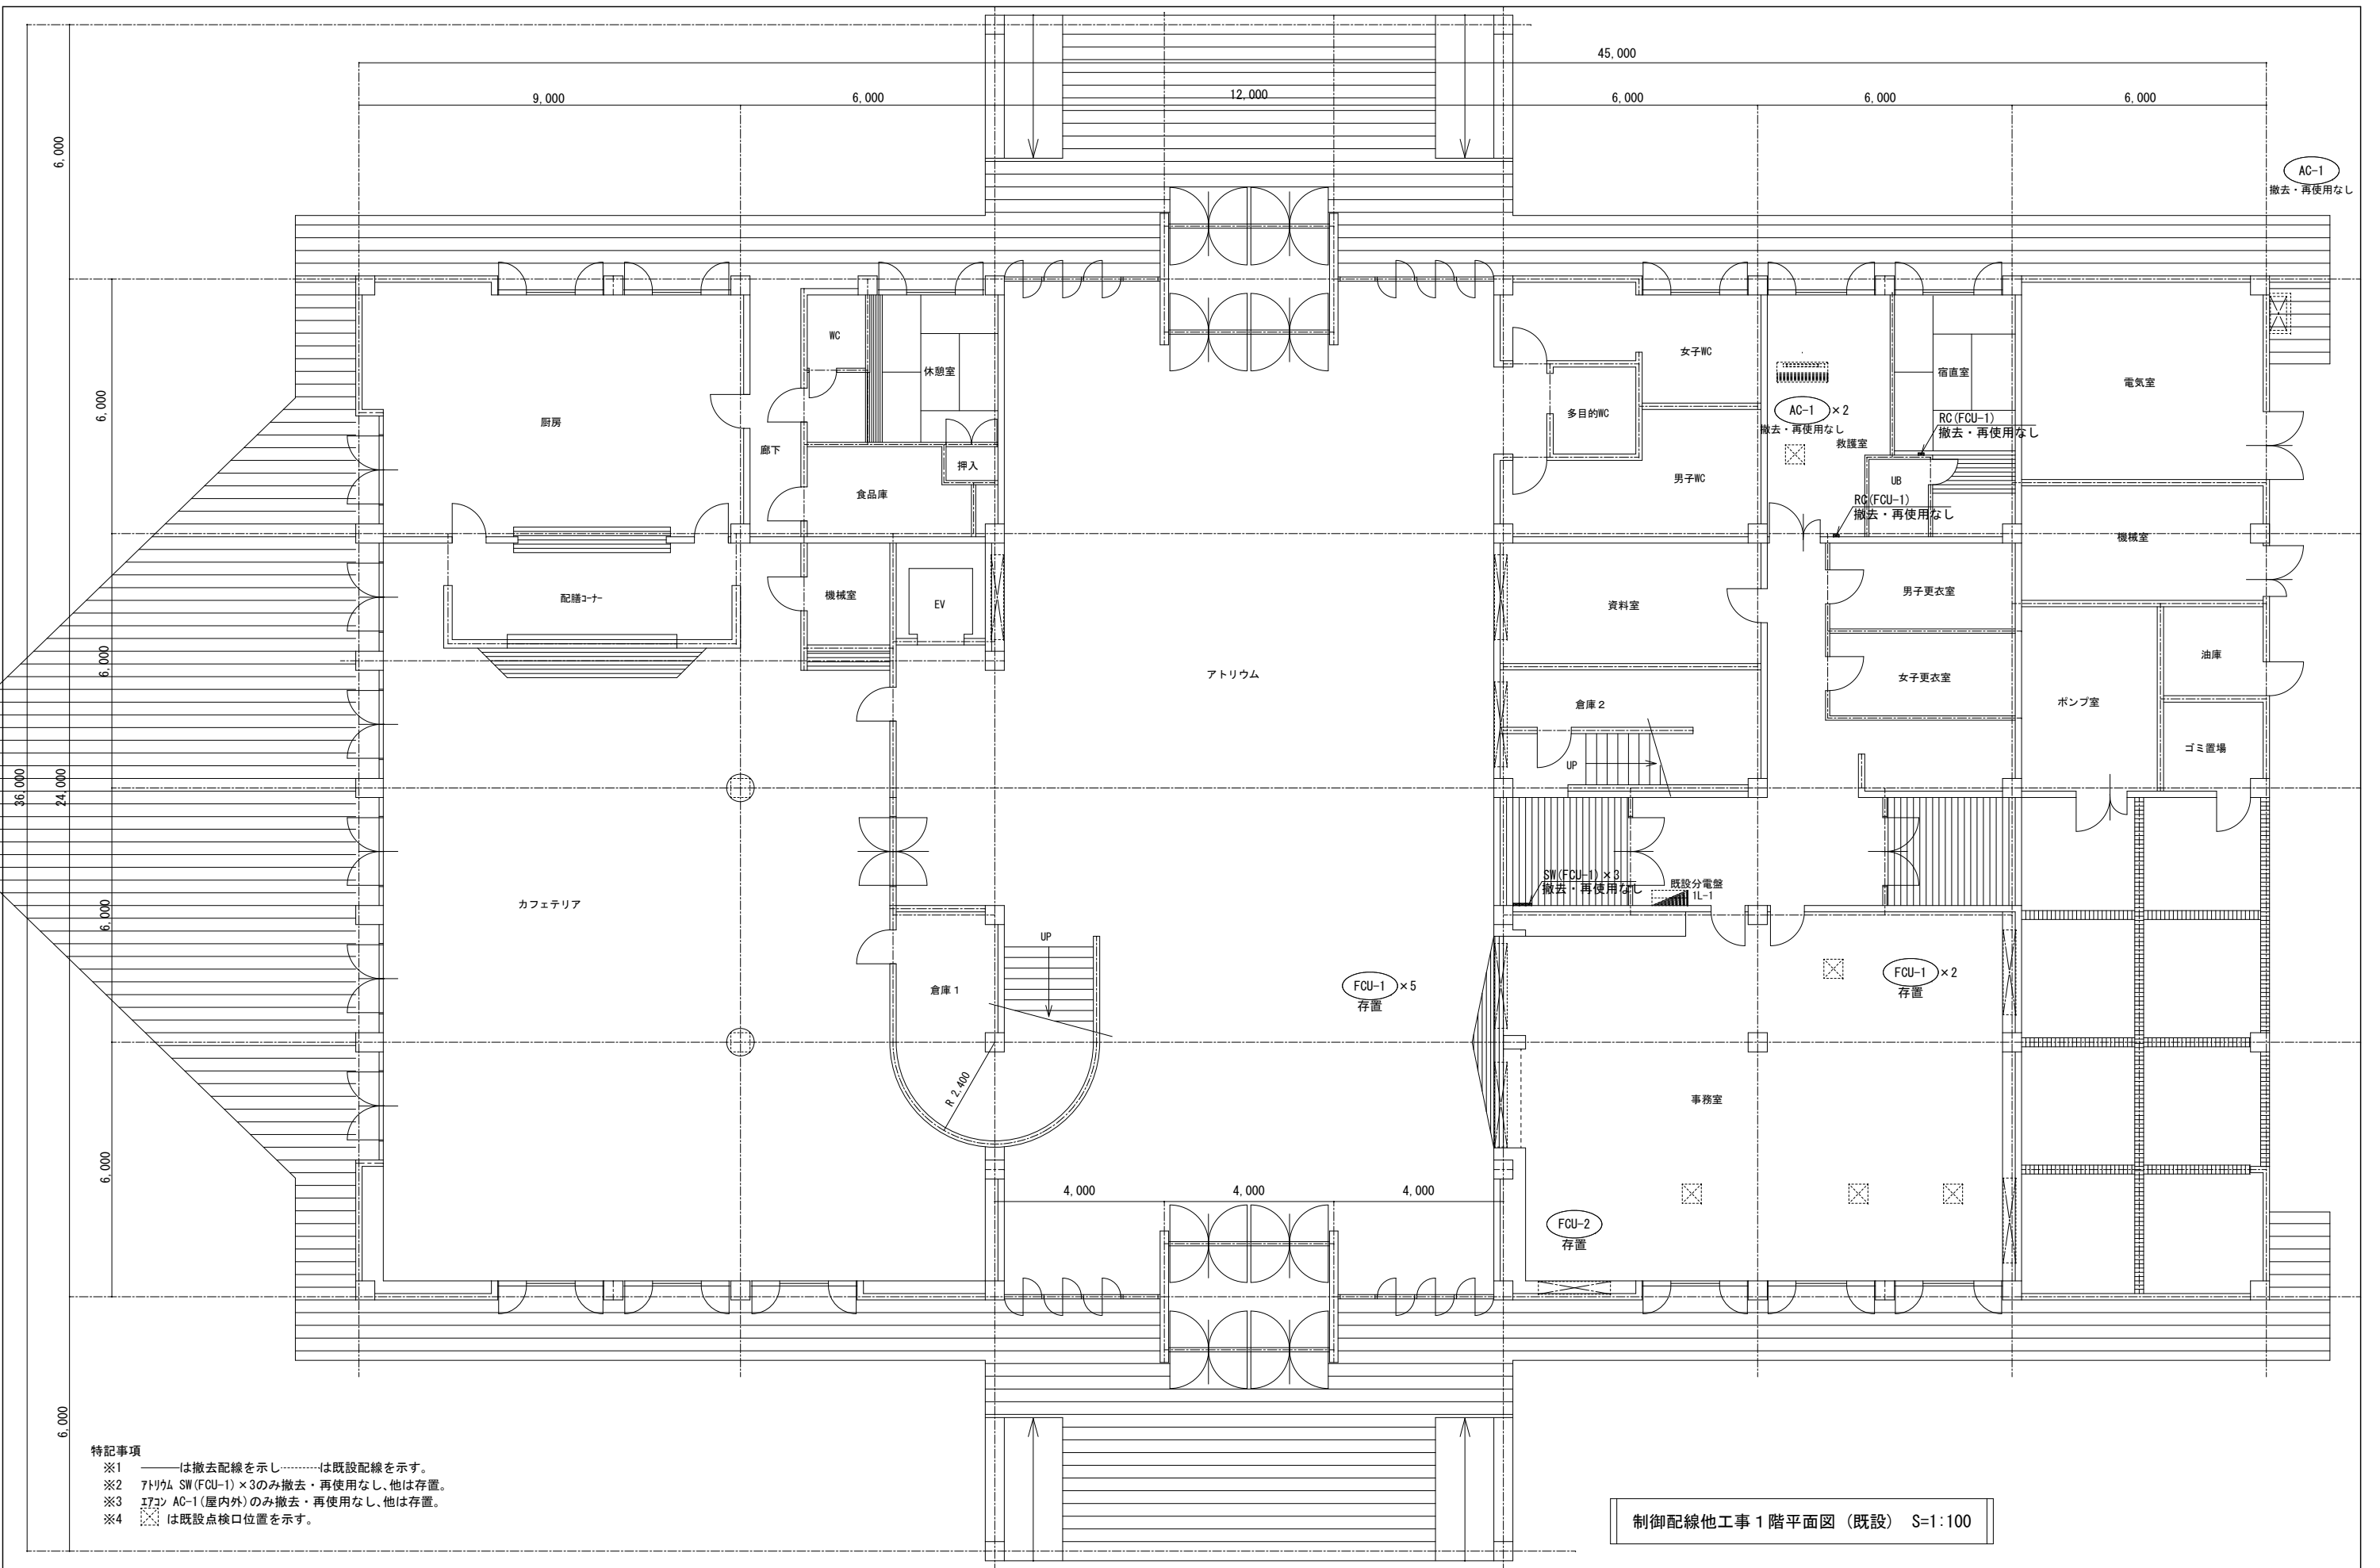 45,000
9,000
6,000
12,000
6,000
6,000
6,000
6,000
AC-1
撤去・再使用なし
WC
休憩室
女子WC
宿直室
電気室
厨房
6,000
多目的WC
AC-1 ×2
撤去・再使用なし
救護室
RC(FCU-1)
撤去・再使用なし
廊下
押入
食品庫
男子WC
UB
RC(FCU-1)
撤去・再使用なし
機械室
配膳ｺｰﾅｰ
機械室
EV
資料室
男子更衣室
油庫
6,000
アトリウム
女子更衣室
倉庫２
ポンプ室
ゴミ置場
UP
36,000
24,000
SW(FCU-1)×3
撤去・再使用なし
既設分電盤
1L-1
カフェテリア
6,000
UP
倉庫１
FCU-1 ×5
存置
FCU-1 ×2
存置
R 2,400
事務室
6,000
4,000
4,000
4,000
FCU-2
存置
6,000
特記事項
※1 ――は撤去配線を示し---------は既設配線を示す。
※2 ｱﾄﾘｳﾑ SW(FCU-1)×3のみ撤去・再使用なし、他は存置。
※3 ｴｱｺﾝ AC-1(屋内外)のみ撤去・再使用なし、他は存置。
※4 は既設点検口位置を示す。
制御配線他工事１階平面図（既設） S=1:100